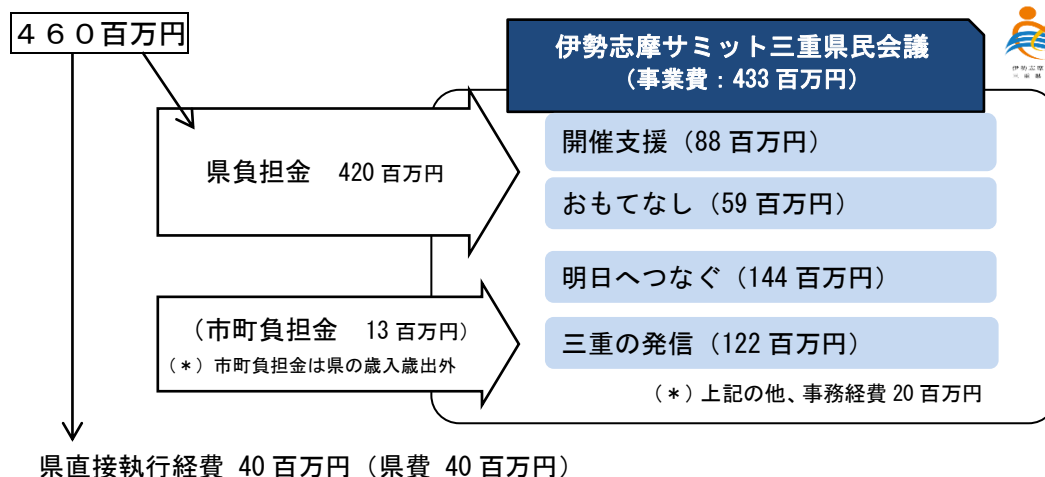 ４６０百万円
伊勢志摩サミット三重県民会議
（事業費：433 百万円）
県負担金　420 百万円
開催支援（88 百万円）
おもてなし（59 百万円）
明日へつなぐ（144 百万円）
（市町負担金　13 百万円）
（＊）市町負担金は県の歳入歳出外
三重の発信（122 百万円）
（＊）上記の他、事務経費 20 百万円
県直接執行経費 40 百万円（県費 40 百万円）